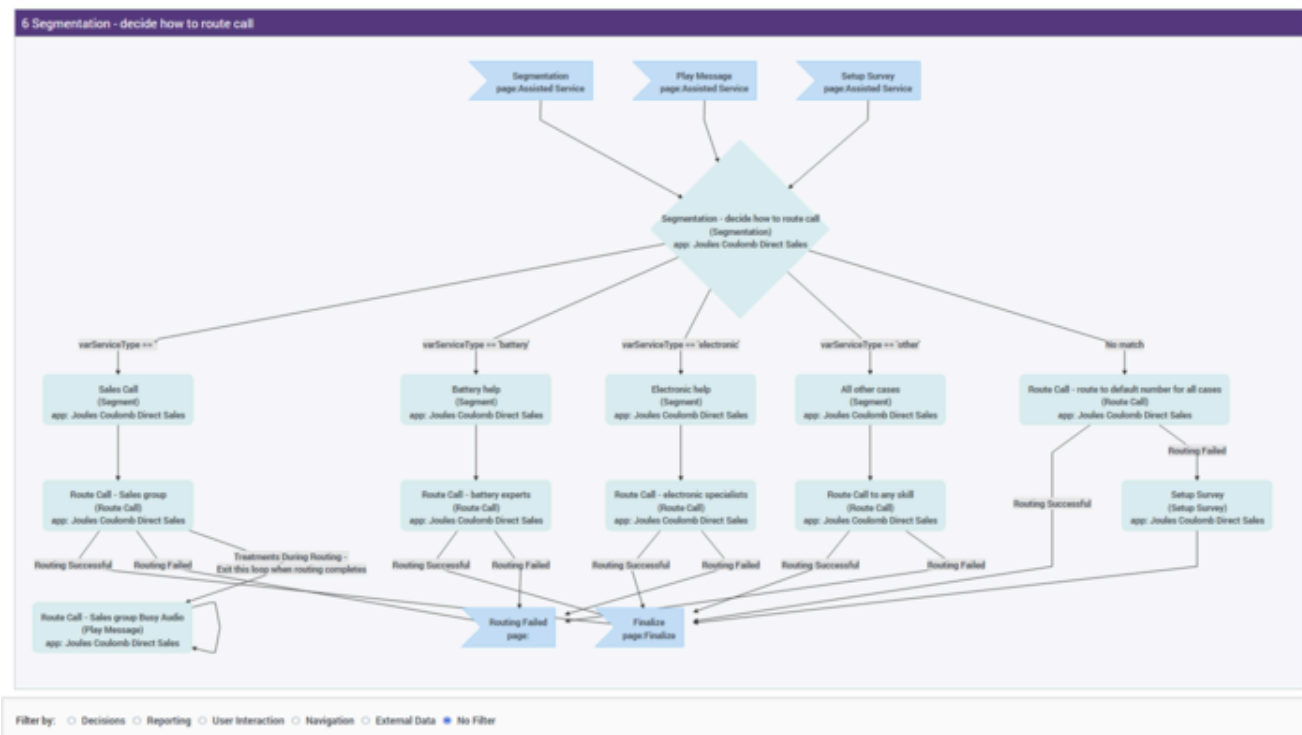 6 Segmentation - decide how to route call
Segmentation
page:Assisted Service
Play Message
page:Assisted Service
Setup Survey
page:Assisted Service
Segmentation - decide how to route call
(Segmentation)
app: Joules Coulomb Direct Sales
varServiceType == ''
varServiceType == 'battery'
varServiceType == 'electronic'
varServiceType == 'other'
No match
Sales Call
(Segment)
app: Joules Coulomb Direct Sales
Battery help
(Segment)
app: Joules Coulomb Direct Sales
Electronic help
(Segment)
app: Joules Coulomb Direct Sales
All other cases
(Segment)
app: Joules Coulomb Direct Sales
Route Call - route to default number for all cases
(Route Call)
app: Joules Coulomb Direct Sales
Routing Failed
Route Call - Sales group
(Route Call)
app: Joules Coulomb Direct Sales
Route Call - battery experts
(Route Call)
app: Joules Coulomb Direct Sales
Route Call - electronic specialists
(Route Call)
app: Joules Coulomb Direct Sales
Route Call to any skill
(Route Call)
app: Joules Coulomb Direct Sales
Routing Successful
Setup Survey
(Setup Survey)
app: Joules Coulomb Direct Sales
Routing Successful
Routing Failed
Treatments During Routing -
Exit this loop when routing completes
Routing Successful
Routing Failed
Routing Successful
Routing Failed
Routing Successful
Routing Failed
Route Call - Sales group Busy Audio
(Play Message)
app: Joules Coulomb Direct Sales
Routing Failed
page:
Finalize
page:Finalize
Filter by:
Decisions
Reporting
User Interaction
Navigation
External Data
No Filter